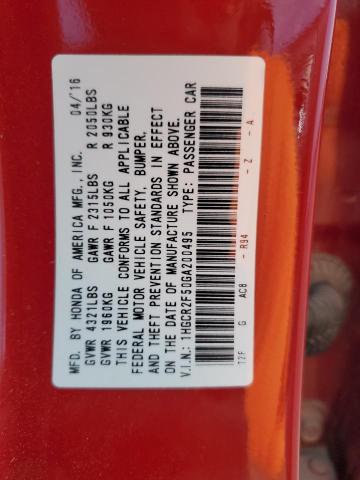 MFD. BY HONDA OF AMERICA MFG., INC. 04/'16
GVWR 4321LBS GAWR F 2315LBS R 2050LBS
GVWR 1960KG GAWR F 1050KG R 930KG
THIS VEHICLE CONFORMS TO ALL APPLICABLE
FEDERAL MOTOR VEHICLE SAFETY, BUMPER,
AND THEFT PREVENTION STANDARDS IN EFFECT
ON THE DATE OF MANUFACTURE SHOWN ABOVE.
V.I.N.: 1HGCR2F50GA200495 TYPE: PASSENGER CAR
T2F G AC8 - R94 - Z - A